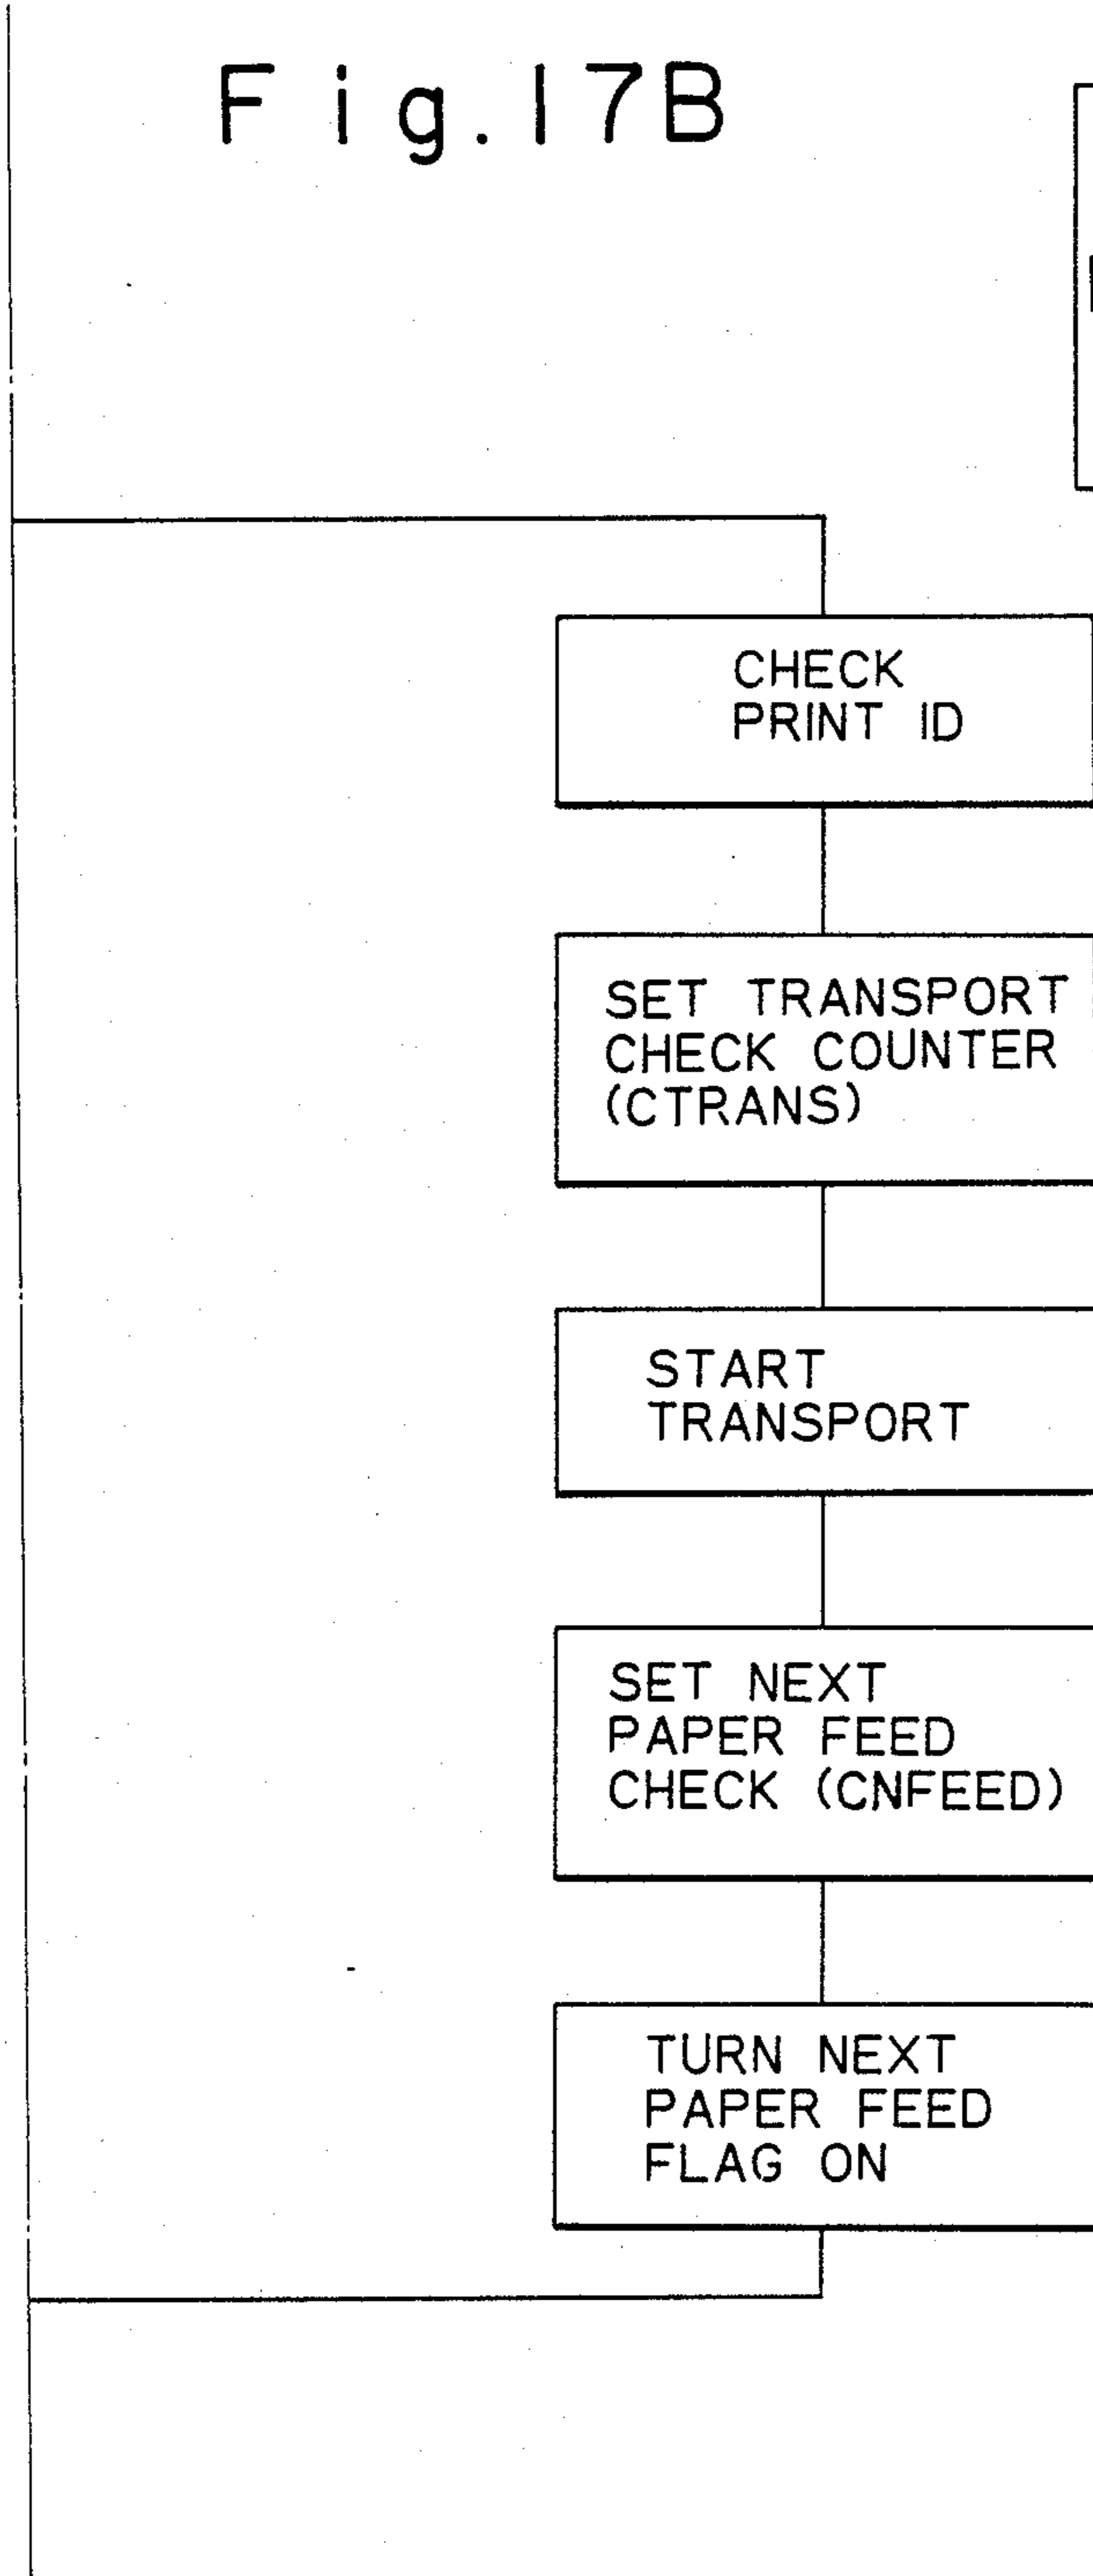 Fig.17B
CHECK
PRINT ID
SET TRANSPORT
CHECK COUNTER
(CTRANS)
START
TRANSPORT
SET NEXT
PAPER FEED
CHECK (CNFEED)
TURN NEXT
PAPER FEED
FLAG ON